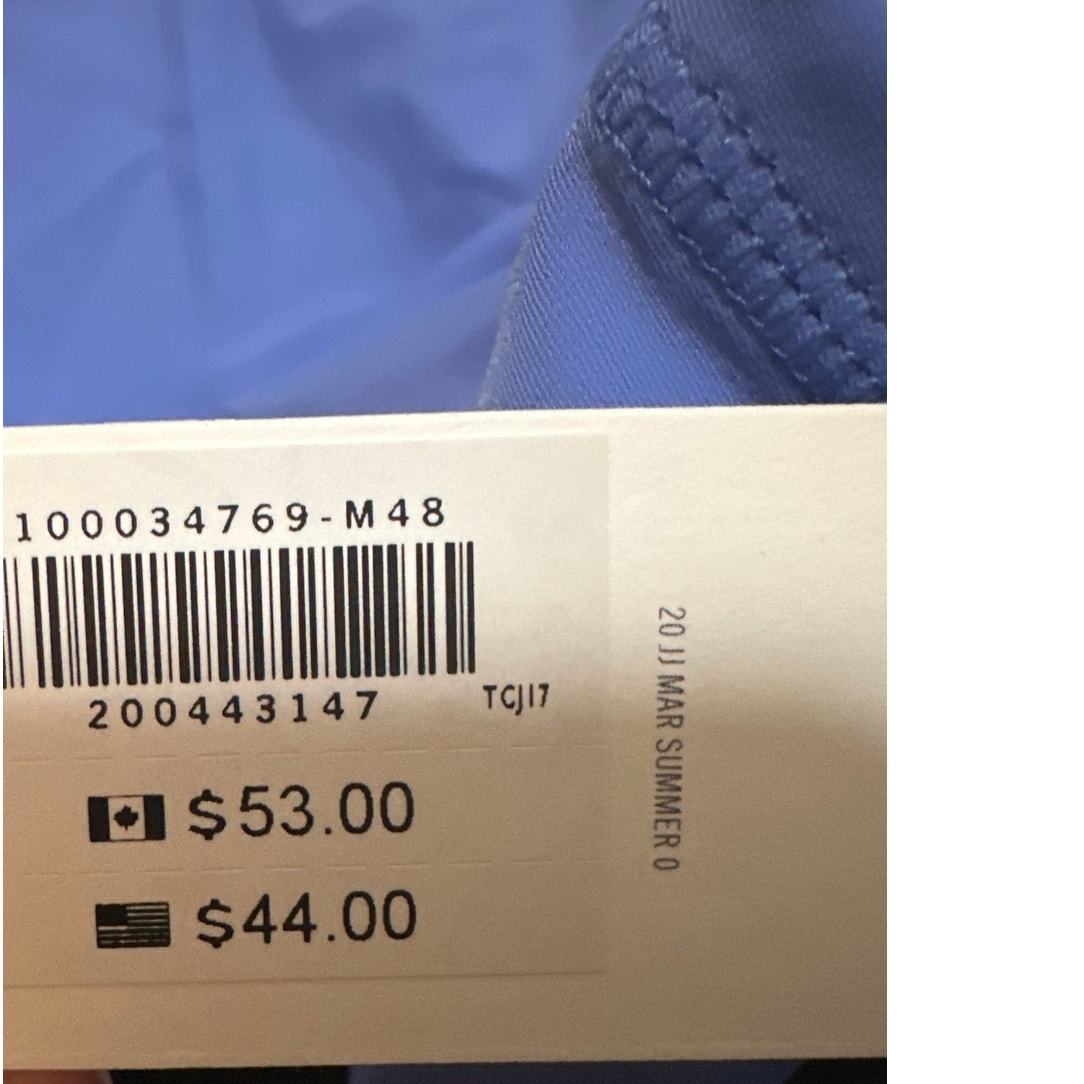 100034769-M48
200443147
TCJ17
$53.00
$44.00
20 JJ MAR SUMMER 0